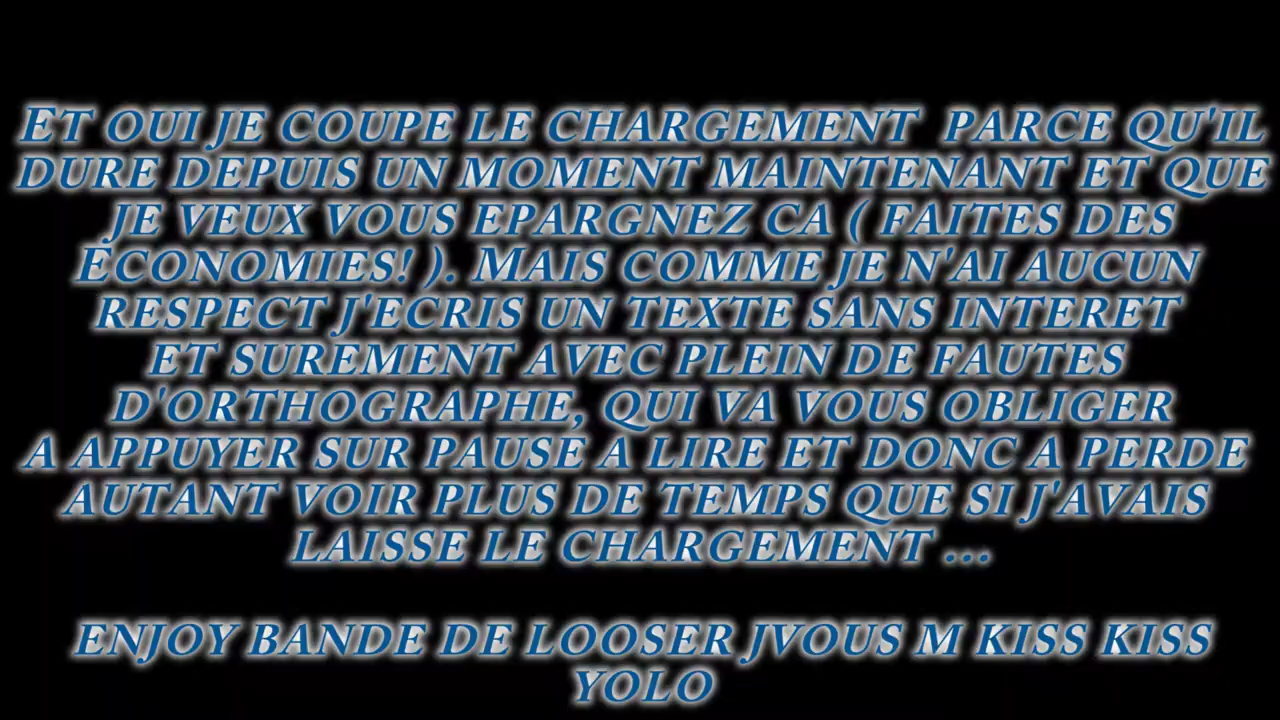 Et oui je coupe le chargement parce qu'il
dure depuis un moment maintenant et que
je veux vous epargnez ca ( faites des
Economies! ). Mais comme je n'ai aucun
respect j'ecris un texte sans interet
et surement avec plein de fautes
d'orthographe, qui va vous obliger
a appuyer sur pause a lire et donc a perde
autant voir plus de temps que si j'avais
laisse le chargement ...
enjoy bande de looser jvous m kiss kiss
yolo